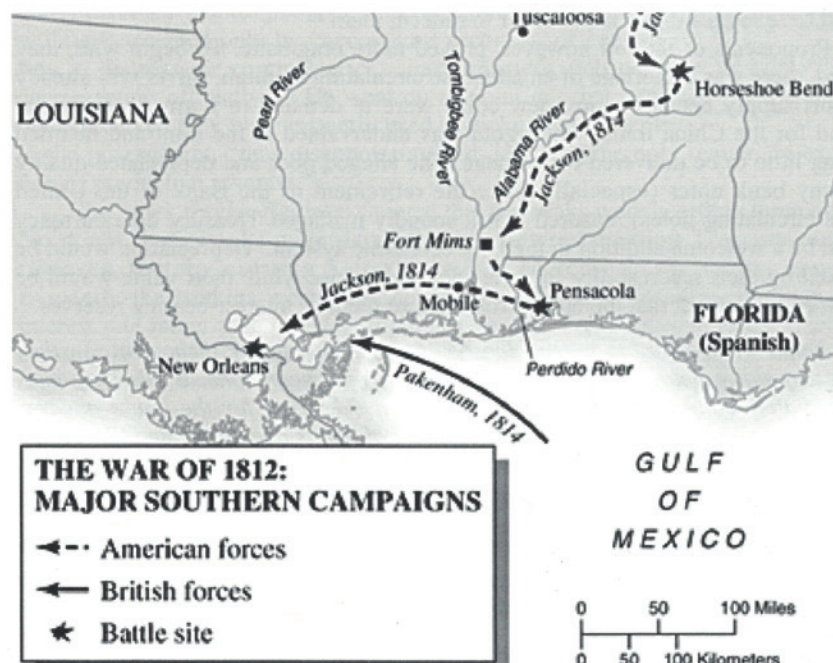 Tuscaloosa
Horseshoe Bend
LOUISIANA
Pearl River
Tombigbee River
Alabama River
Jackson, 1814
Fort Mims
Jackson, 1814
Mobile
Pensacola
FLORIDA
(Spanish)
New Orleans
Perdido River
Pakenham, 1814
THE WAR OF 1812:
MAJOR SOUTHERN CAMPAIGNS
American forces
British forces
Battle site
GULF
OF
MEXICO
0 50 100 Miles
0 50 100 Kilometers